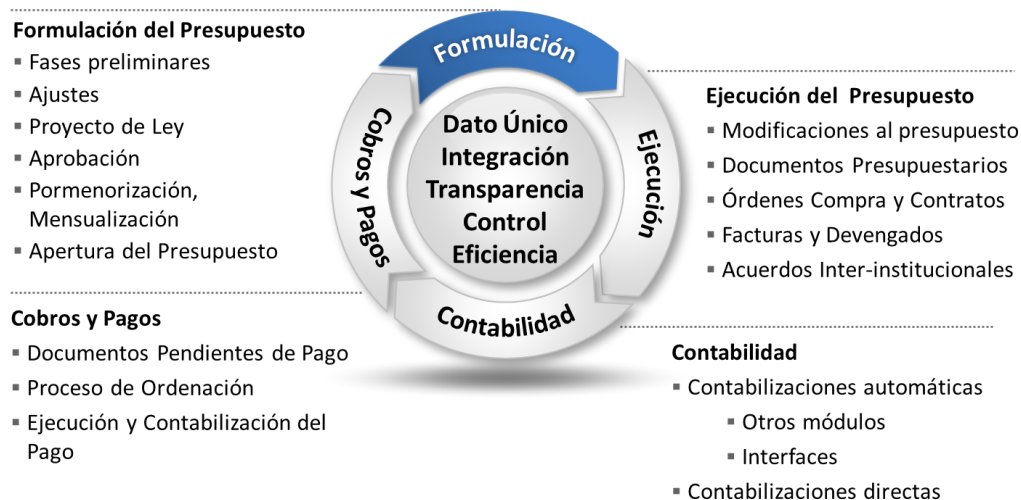 Formulación del Presupuesto
▪ Fases preliminares
▪ Ajustes
▪ Proyecto de Ley
▪ Aprobación
▪ Pormenorización,
Mensualización
▪ Apertura del Presupuesto
Formulación
Ejecución
Contabilidad
Cobros y Pagos
Dato Único
Integración
Transparencia
Control
Eficiencia
Ejecución del Presupuesto
▪ Modificaciones al presupuesto
▪ Documentos Presupuestarios
▪ Órdenes Compra y Contratos
▪ Facturas y Devengados
▪ Acuerdos Inter-institucionales
Cobros y Pagos
▪ Documentos Pendientes de Pago
▪ Proceso de Ordenación
▪ Ejecución y Contabilización del
Pago
Contabilidad
▪ Contabilizaciones automáticas
▪ Otros módulos
▪ Interfaces
▪ Contabilizaciones directas